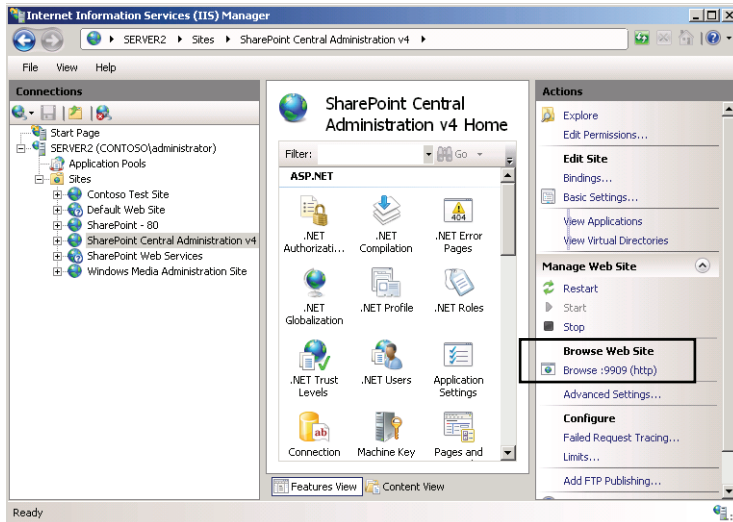 Internet Information Services (IIS) Manager
SERVER2 Sites SharePoint Central Administration v4
File View Help
Connections
Start Page
SERVER2 (CONTOSO\administrator)
Application Pools
Sites
Contoso Test Site
Default Web Site
SharePoint - 80
SharePoint Central Administration v4
SharePoint Web Services
Windows Media Administration Site
SharePoint Central
Administration v4 Home
Filter: Go
ASP.NET
.NET Authorizati...
.NET Compilation
404
.NET Error Pages
.NET Globalization
.NET Profile
.NET Roles
.NET Trust Levels
.NET Users
Application Settings
ab
Connection
Machine Key
Pages and
Features View Content View
Actions
Explore
Edit Permissions...
Edit Site
Bindings...
Basic Settings...
View Applications
View Virtual Directories
Manage Web Site
Restart
Start
Stop
Browse Web Site
Browse :9909 (http)
Advanced Settings...
Configure
Failed Request Tracing...
Limits...
Add FTP Publishing...
Ready